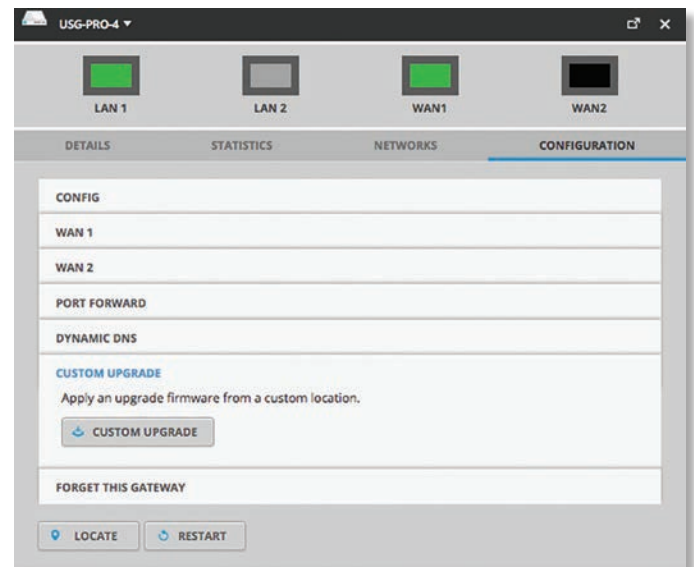 USG-PRO-4
LAN 1 LAN 2 WAN1 WAN2
DETAILS STATISTICS NETWORKS CONFIGURATION
CONFIG
WAN 1
WAN 2
PORT FORWARD
DYNAMIC DNS
CUSTOM UPGRADE
Apply an upgrade firmware from a custom location.
CUSTOM UPGRADE
FORGET THIS GATEWAY
LOCATE RESTART